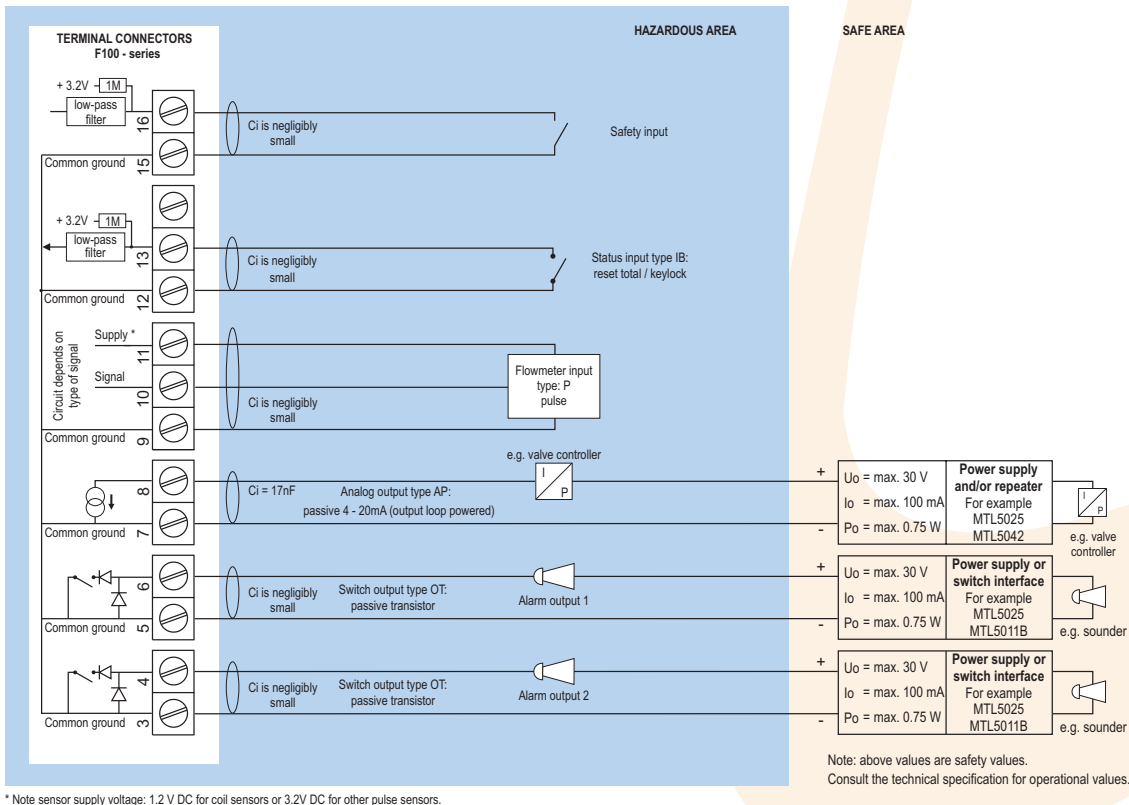 TERMINAL CONNECTORS
F100 - series
HAZARDOUS AREA
SAFE AREA
+ 3.2V
1M
low-pass
filter
16
Common ground
15
Ci is negligibly
small
Safety input
+ 3.2V
1M
low-pass
filter
13
Common ground
12
Ci is negligibly
small
Status input type IB:
reset total / keylock
Circuit depends on
type of signal
Supply *
11
Signal
10
Common ground
9
Ci is negligibly
small
Flowmeter input
type: P
pulse
e.g. valve controller
I
P
8
Common ground
7
Ci = 17nF
Analog output type AP:
passive 4 - 20mA (output loop powered)
+
-
Uo = max. 30 V
Io = max. 100 mA
Po = max. 0.75 W
Power supply
and/or repeater
For example
MTL5025
MTL5042
I
P
e.g. valve
controller
6
Common ground
5
Ci is negligibly
small
Switch output type OT:
passive transistor
Alarm output 1
+
-
Uo = max. 30 V
Io = max. 100 mA
Po = max. 0.75 W
Power supply or
switch interface
For example
MTL5025
MTL5011B
e.g. sounder
4
Common ground
3
Ci is negligibly
small
Switch output type OT:
passive transistor
Alarm output 2
+
-
Uo = max. 30 V
Io = max. 100 mA
Po = max. 0.75 W
Power supply or
switch interface
For example
MTL5025
MTL5011B
e.g. sounder
Note: above values are safety values.
Consult the technical specification for operational values.
* Note sensor supply voltage: 1.2 V DC for coil sensors or 3.2V DC for other pulse sensors.